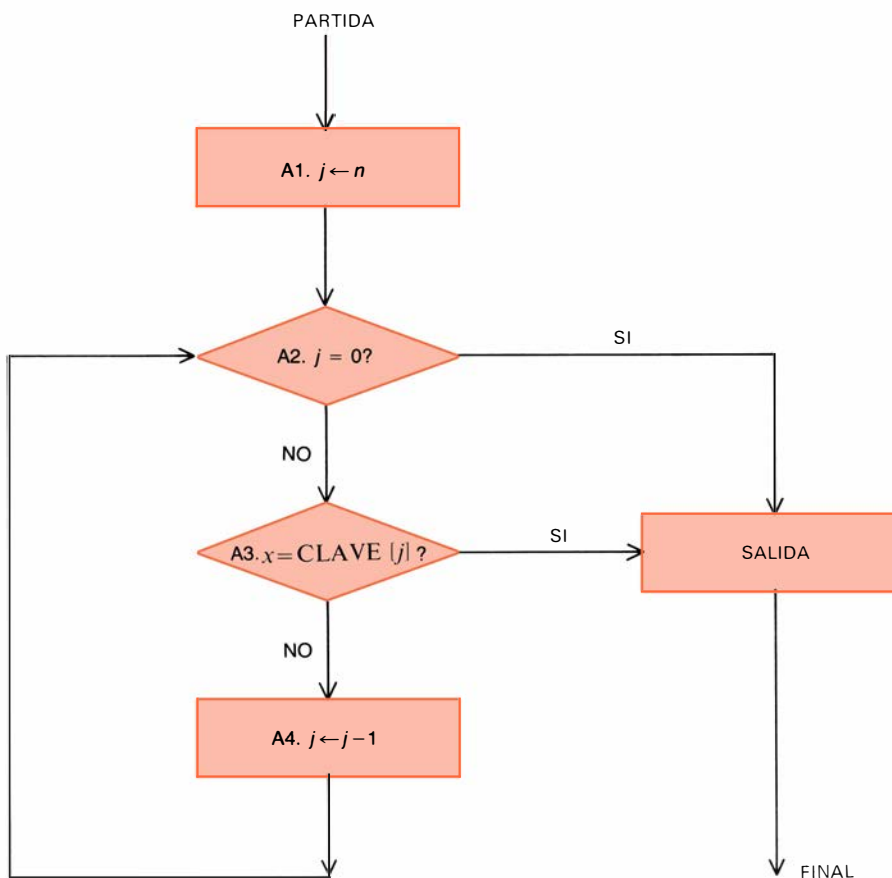 PARTIDA
A1. j ← n
A2. j = 0?
SI
NO
A3. x = CLAVE [j] ?
SI
SALIDA
NO
A4. j ← j − 1
FINAL